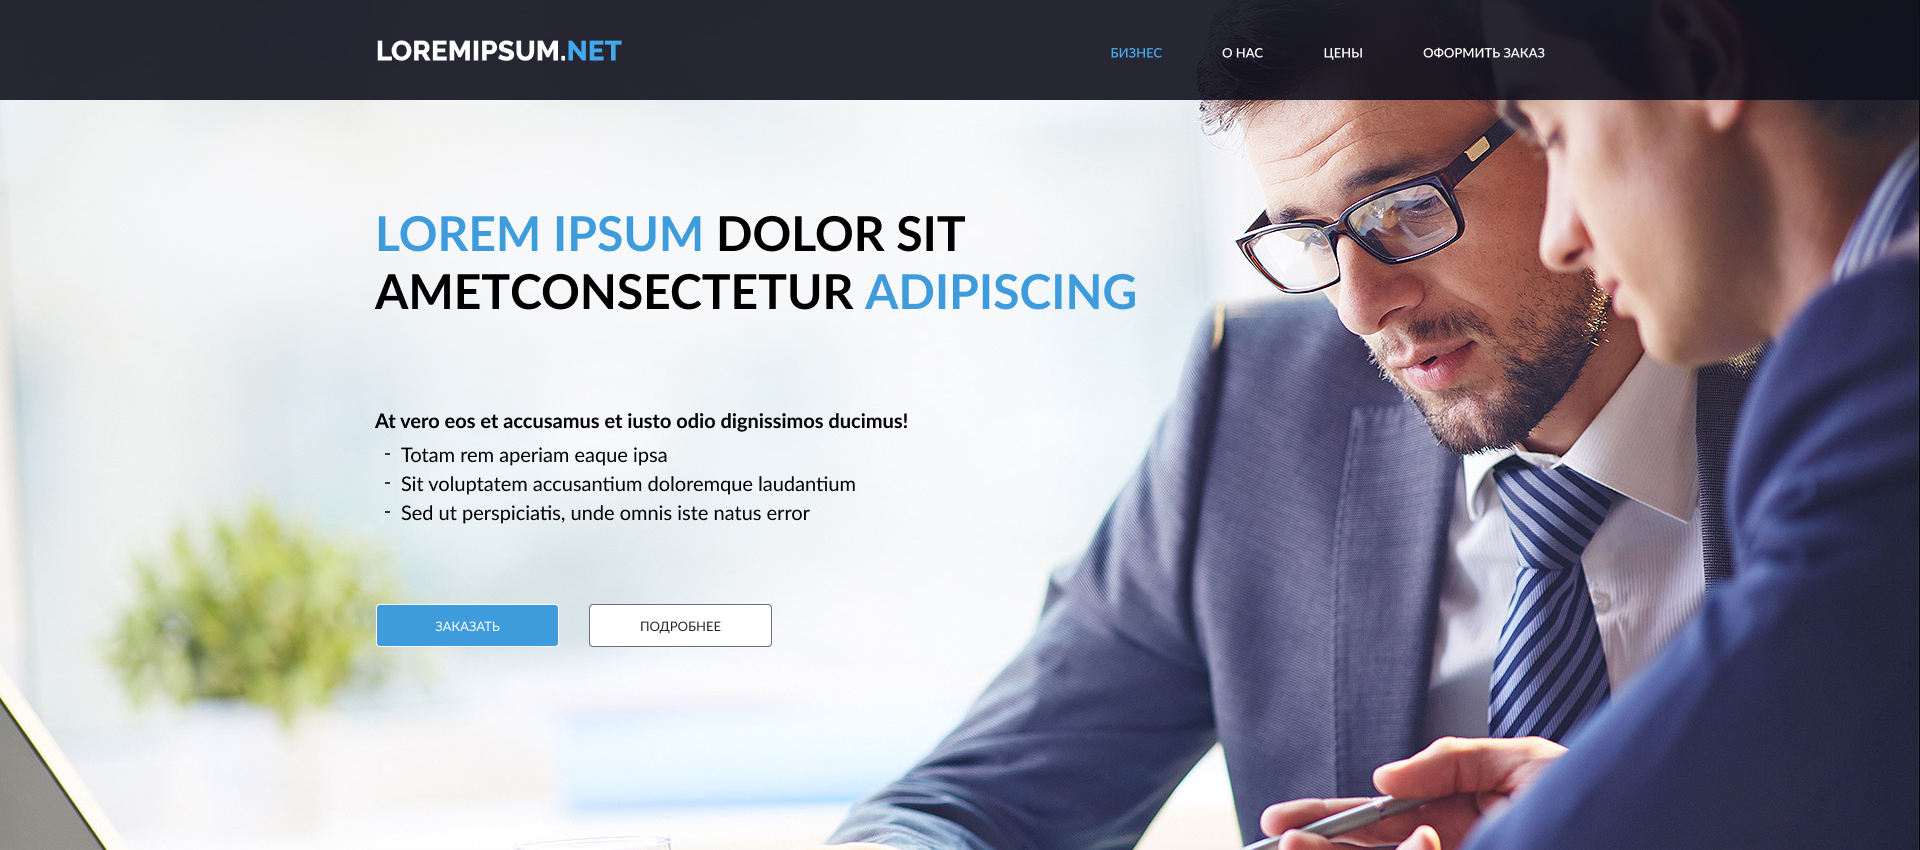 LOREMIPSUM.NET
БИЗНЕС О НАС ЦЕНЫ ОФОРМИТЬ ЗАКАЗ
LOREM IPSUM DOLOR SIT
AMETCONSECTETUR ADIPISCING
At vero eos et accusamus et iusto odio dignissimos ducimus!
- Totam rem aperiam eaque ipsa
- Sit voluptatem accusantium doloremque laudantium
- Sed ut perspiciatis, unde omnis iste natus error
ЗАКАЗАТЬ ПОДРОБНЕЕ